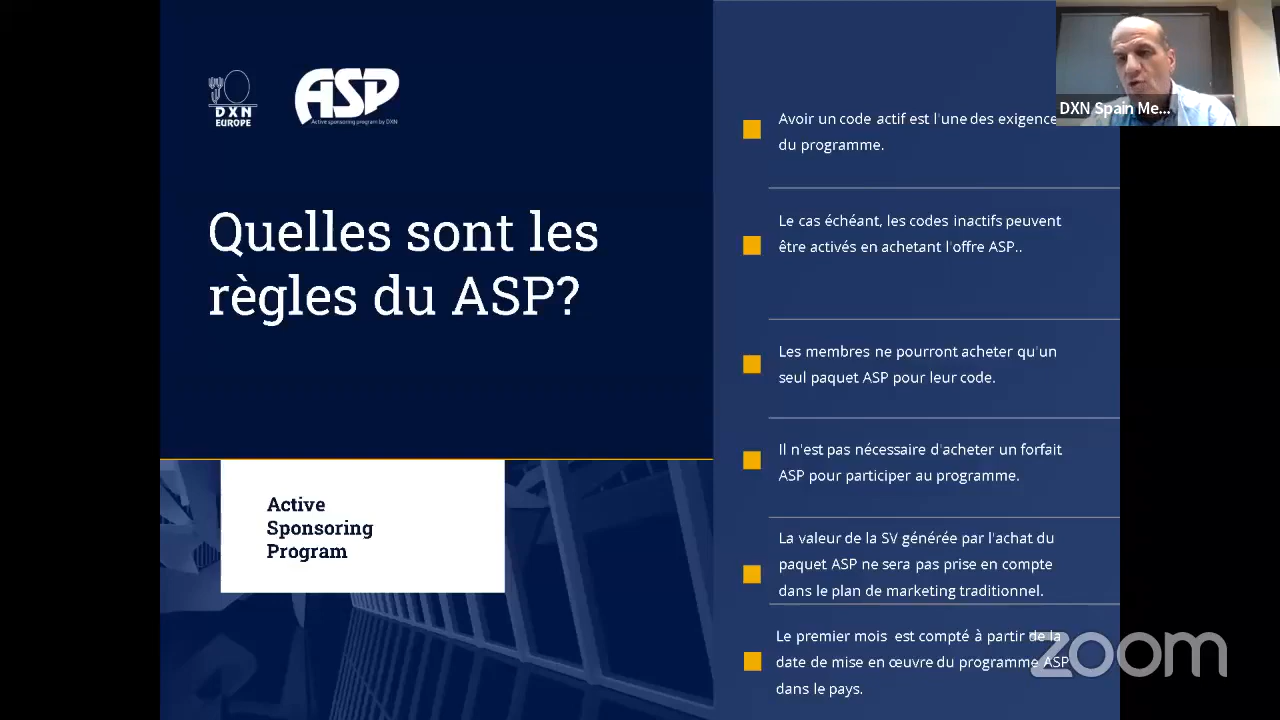 DXN
EUROPE
ASP
Active sponsoring program by DXN
Quelles sont les
règles du ASP?
Active
Sponsoring
Program
DXN Spain Me...
Avoir un code actif est l'une des exigence
du programme.
Le cas échéant, les codes inactifs peuvent
être activés en achetant l'offre ASP..
Les membres ne pourront acheter qu'un
seul paquet ASP pour leur code.
Il n'est pas nécessaire d'acheter un forfait
ASP pour participer au programme.
La valeur de la SV générée par l'achat du
paquet ASP ne sera pas prise en compte
dans le plan de marketing traditionnel.
Le premier mois est compté à partir de la
date de mise en œuvre du programme ASP
dans le pays.
zoom